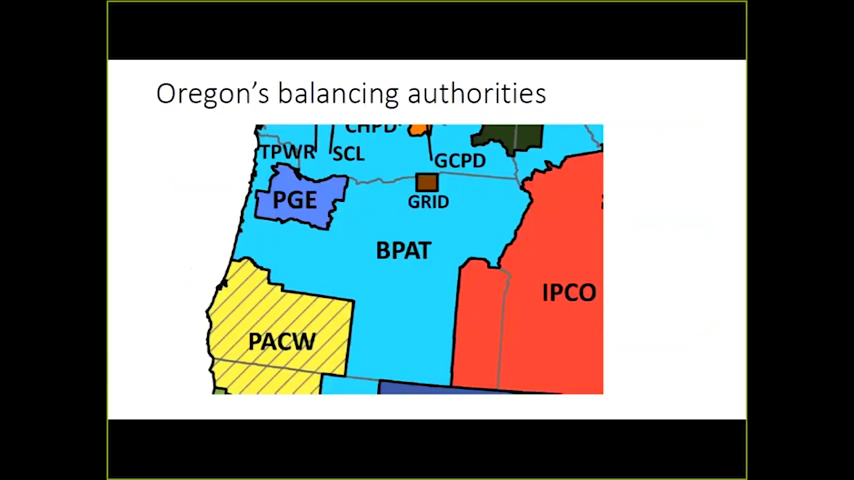 Oregon's balancing authorities
CHPD
TPWR SCL GCPD
PGE
GRID
BPAT
IPCO
PACW